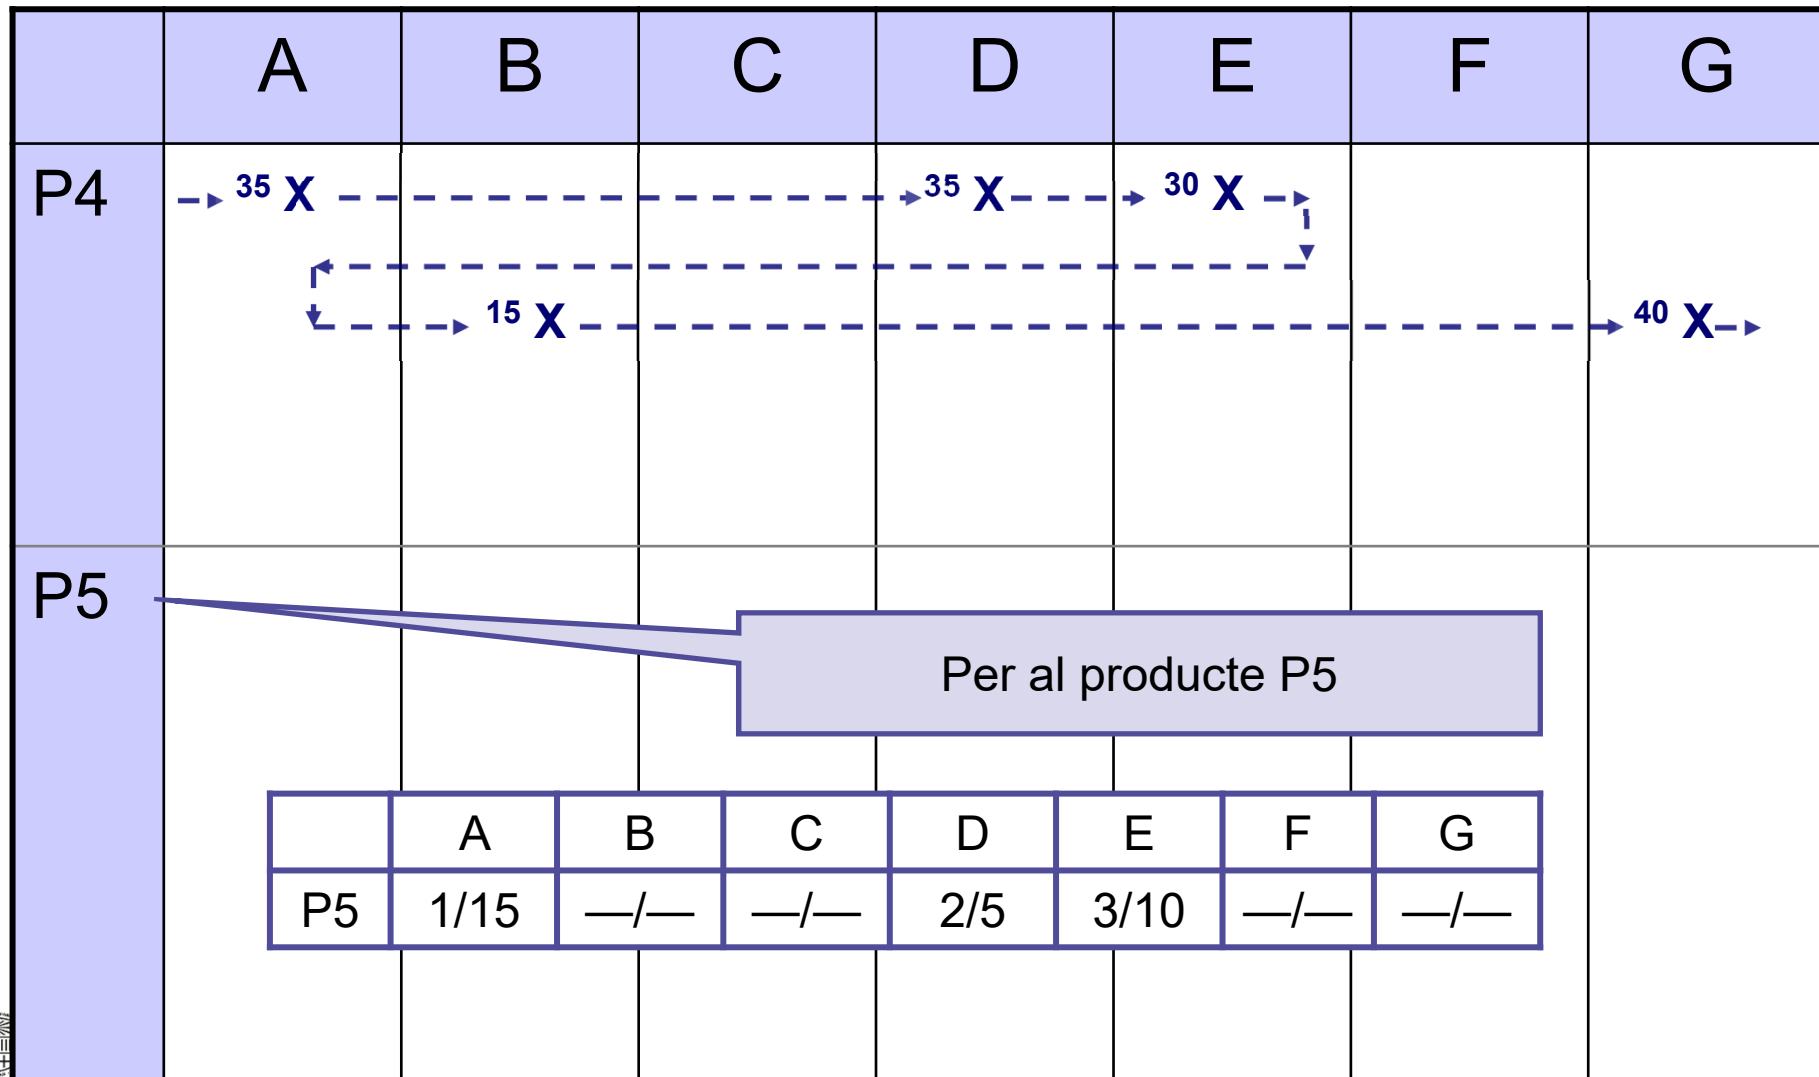 A B C D E F G
P4 35 X 35 X 30 X
15 X 40 X
P5
Per al producte P5
A B C D E F G
P5 1/15 —/— —/— 2/5 3/10 —/— —/—